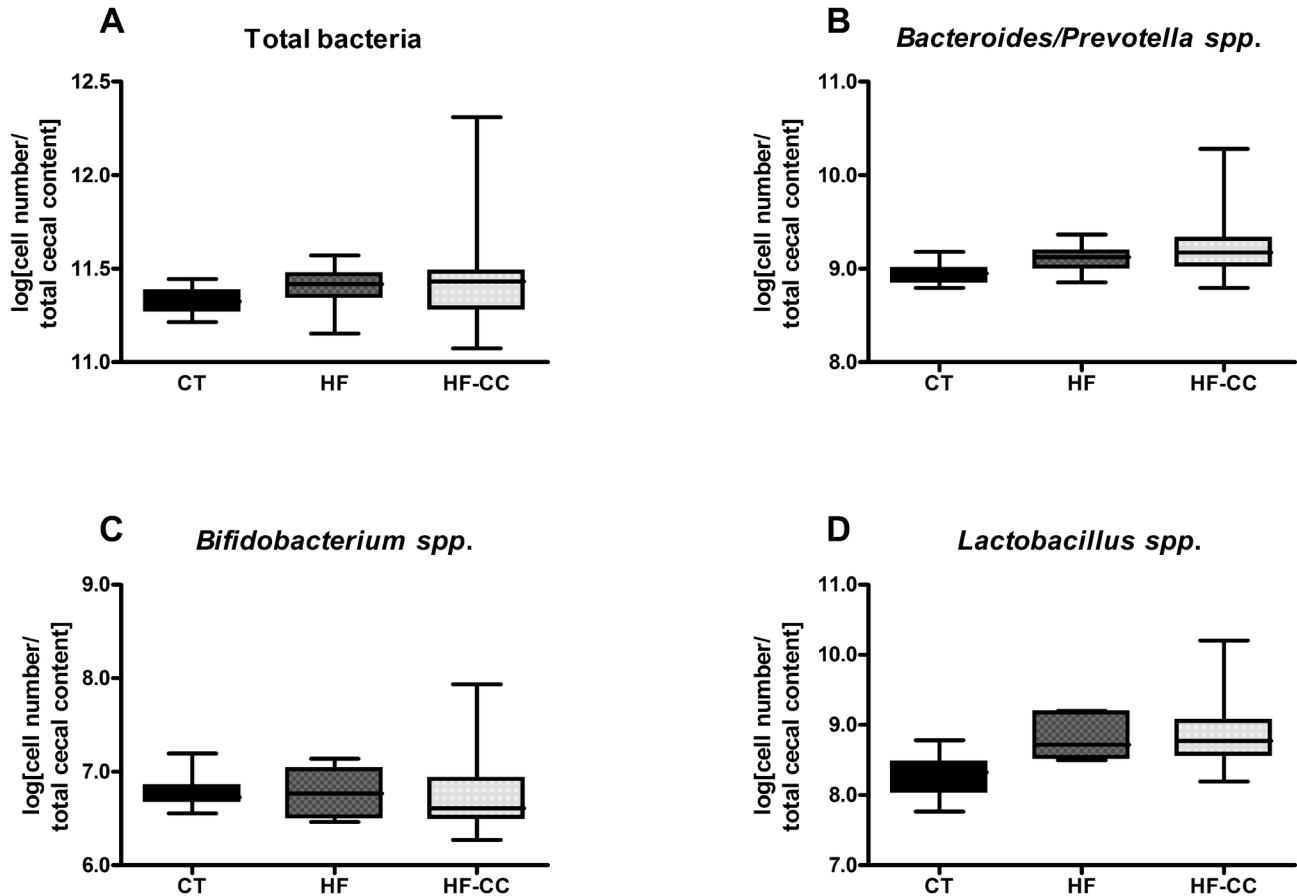 A
Total bacteria
log[cell number/
total cecal content]
12.5
12.0
11.5
11.0
CT HF HF-CC
B
Bacteroides/Prevotella spp.
log[cell number/
total cecal content]
11.0
10.0
9.0
8.0
CT HF HF-CC
C
Bifidobacterium spp.
log[cell number/
total cecal content]
9.0
8.0
7.0
6.0
CT HF HF-CC
D
Lactobacillus spp.
log[cell number/
total cecal content]
11.0
10.0
9.0
8.0
7.0
CT HF HF-CC